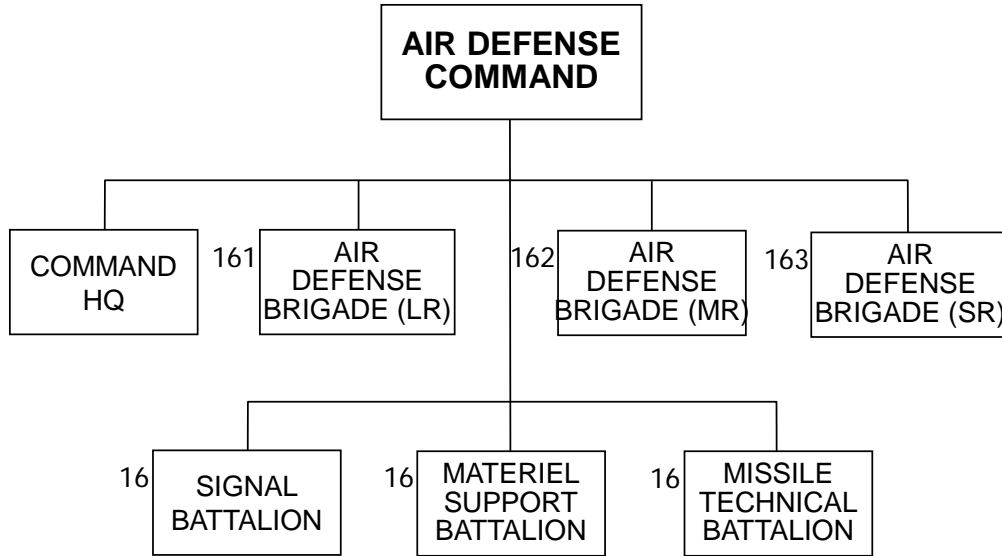 AIR DEFENSE
COMMAND
COMMAND
HQ
161
AIR
DEFENSE
BRIGADE (LR)
162
AIR
DEFENSE
BRIGADE (MR)
163
AIR
DEFENSE
BRIGADE (SR)
16
SIGNAL
BATTALION
16
MATERIEL
SUPPORT
BATTALION
16
MISSILE
TECHNICAL
BATTALION